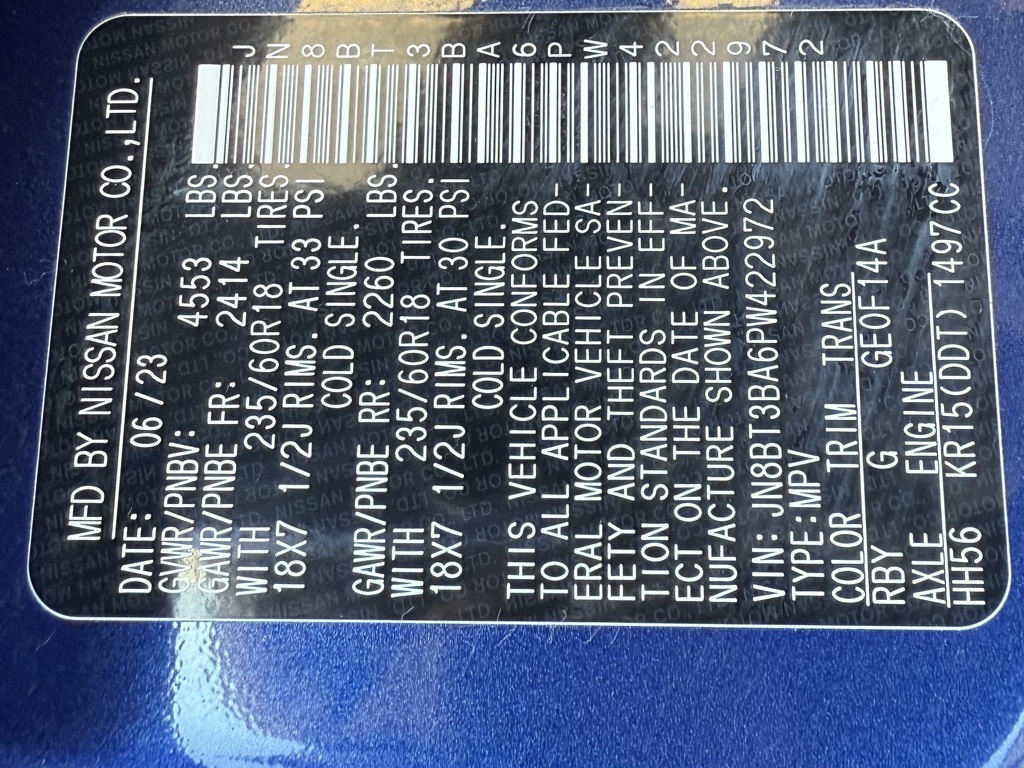 MFD BY NISSAN MOTOR CO.,LTD.
DATE: 06/23
GVWR/PNBV: 4553 LBS.
GAWR/PNBE FR: 2414 LBS.
WITH 235/60R18 TIRES.
18X7 1/2J RIMS. AT 33 PSI
COLD SINGLE.
GAWR/PNBE RR: 2260 LBS.
WITH 235/60R18 TIRES.
18X7 1/2J RIMS. AT 30 PSI
COLD SINGLE.
THIS VEHICLE CONFORMS
TO ALL APPLICABLE FED-
ERAL MOTOR VEHICLE SA-
FETY AND THEFT PREVEN-
TION STANDARDS IN EFF-
ECT ON THE DATE OF MA-
NUFACTURE SHOWN ABOVE.
VIN: JN8BT3BA6PW422972
TYPE:MPV
COLOR TRIM TRANS
RBY G GE0F14A
AXLE ENGINE
HH56 KR15(DDT) 1497CC
JN8BT3BA6PW422972